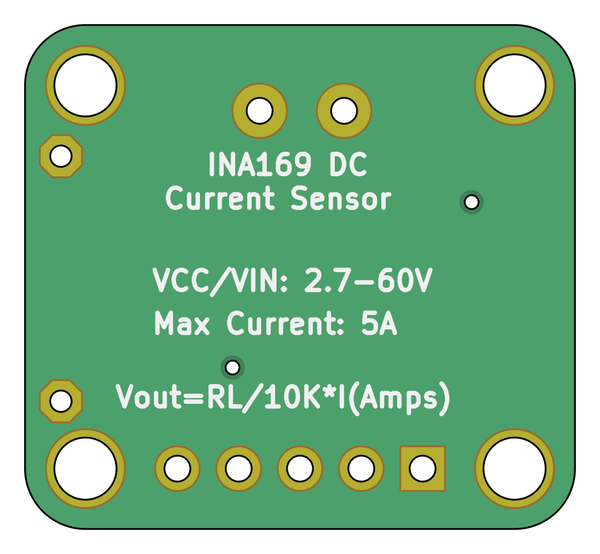 INA169 DC
Current Sensor
VCC/VIN: 2.7-60V
Max Current: 5A
Vout=RL/10K*I(Amps)